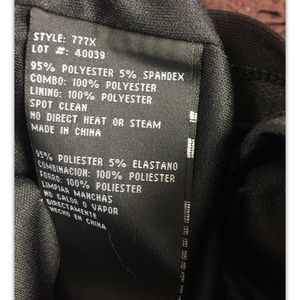 STYLE: 777X
LOT #: 40039
95% POLYESTER 5% SPANDEX
COMBO: 100% POLYESTER
LINING: 100% POLYESTER
SPOT CLEAN
NO DIRECT HEAT OR STEAM
MADE IN CHINA
95% POLIESTER 5% ELASTANO
COMBINACION: 100% POLIESTER
FORRO: 100% POLIESTER
LIMPIAR MANCHAS
NO CALOR O VAPOR
DIRECTAMENTE
HECHO EN CHINA